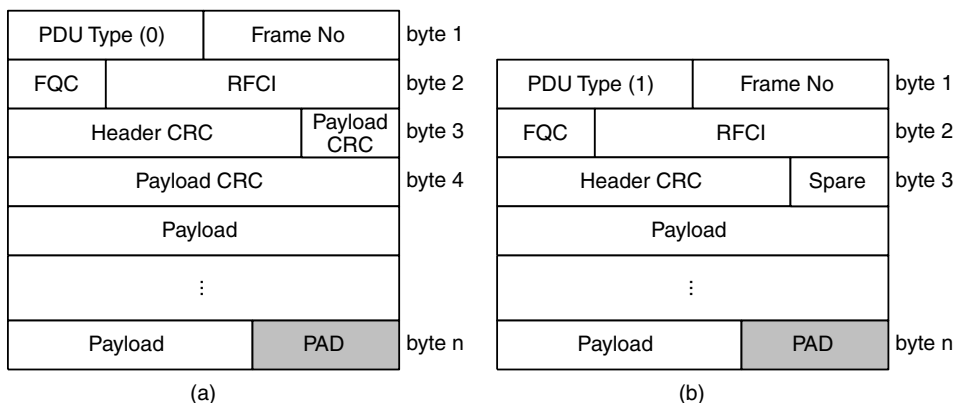 PDU Type (0) Frame No byte 1
FQC RFCI byte 2
Header CRC Payload CRC byte 3
Payload CRC byte 4
Payload
⋮
Payload PAD byte n
(a)
PDU Type (1) Frame No byte 1
FQC RFCI byte 2
Header CRC Spare byte 3
Payload
⋮
Payload PAD byte n
(b)